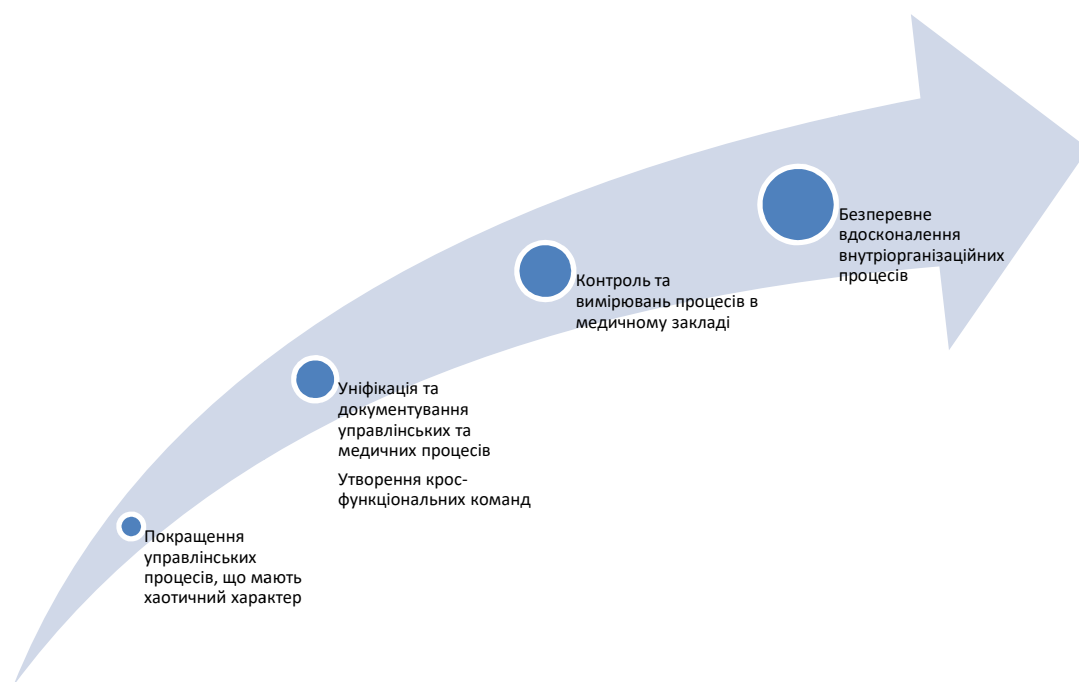 Безперевне
вдосконалення
внутріорганізаційних
процесів
Контроль та
вимірювань процесів в
медичному закладі
Уніфікація та
документування
управлінських та
медичних процесів
Утворення крос-
функціональних команд
Покращення
управлінських
процесів, що мають
хаотичний характер